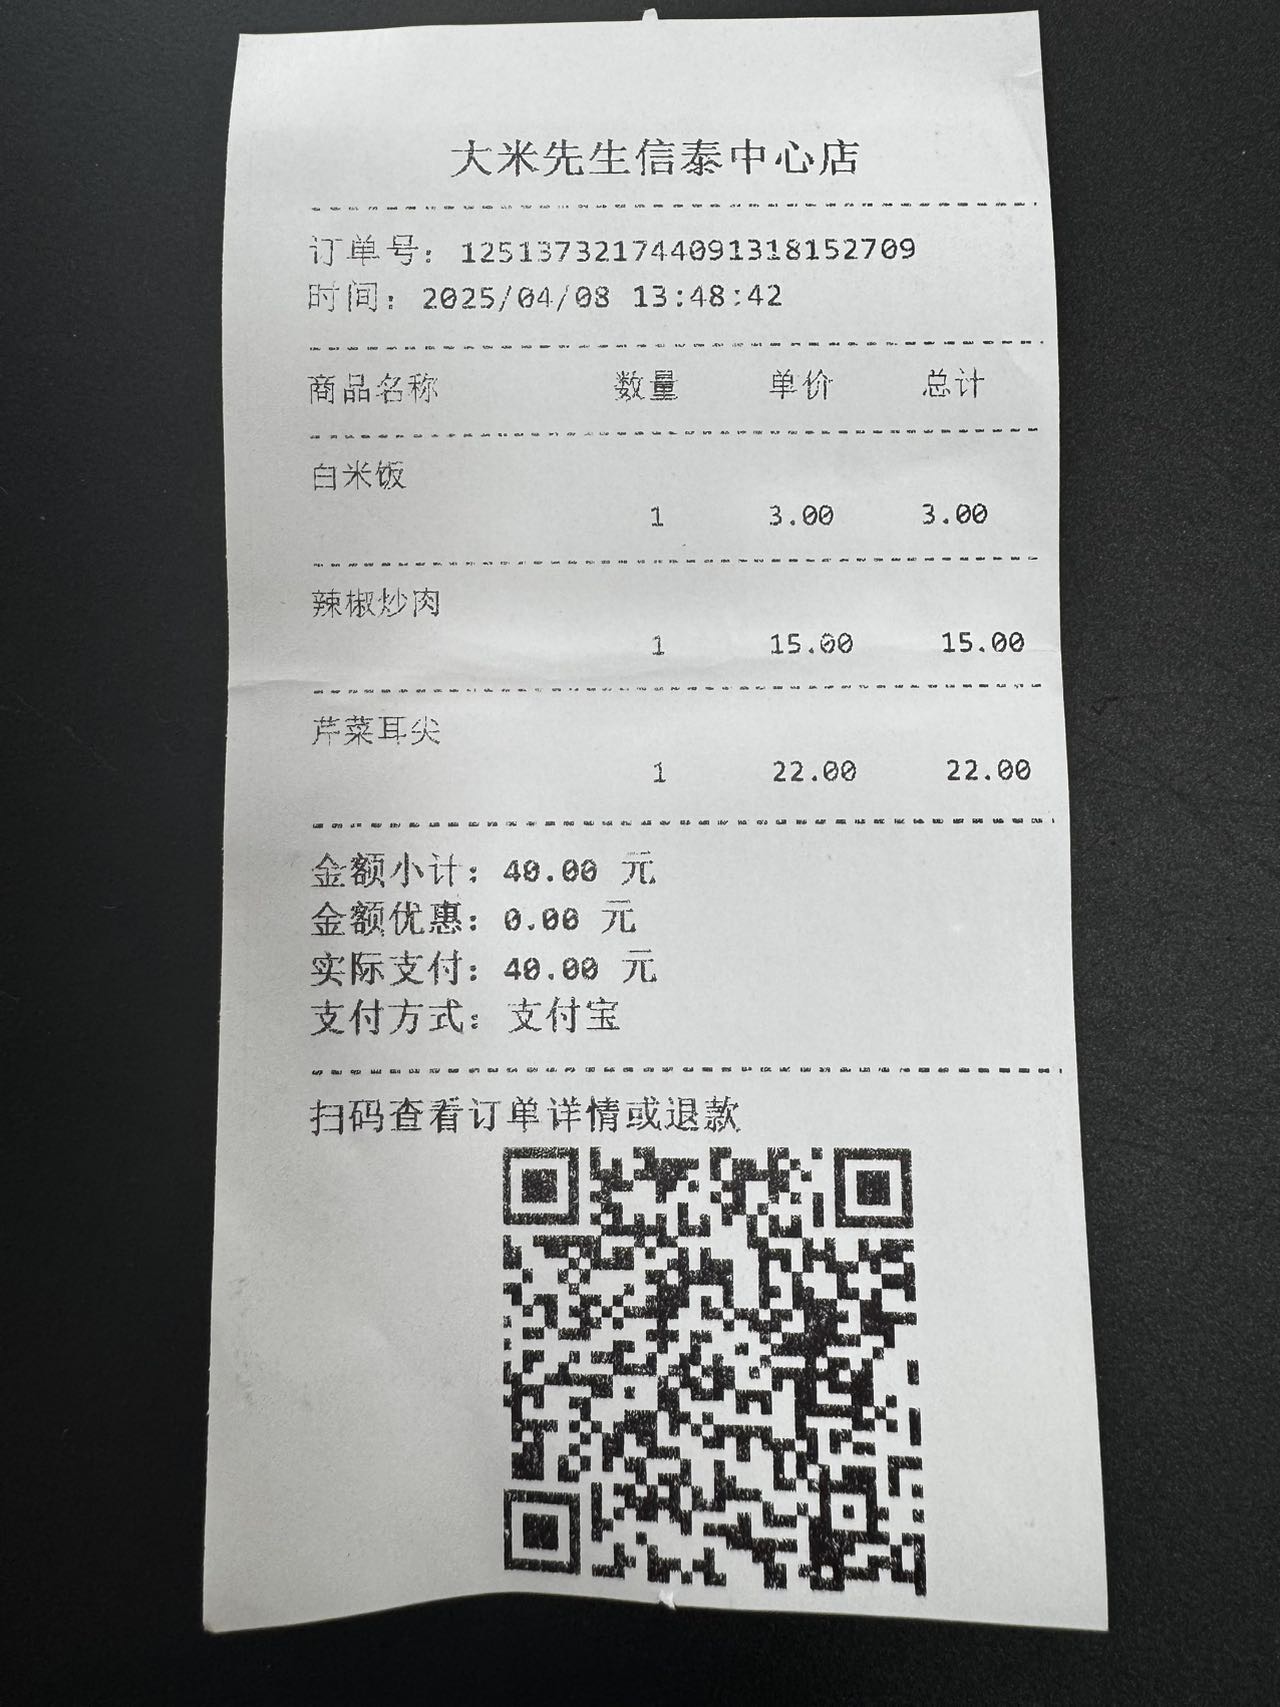 大米先生信泰中心店
订单号：1251373217440913181​52709
时间：2025/04/08 13:48:42
商品名称 数量 单价 总计
白米饭
1 3.00 3.00
辣椒炒肉
1 15.00 15.00
芹菜耳尖
1 22.00 22.00
金额小计：40.00 元
金额优惠：0.00 元
实际支付：40.00 元
支付方式：支付宝
扫码查看订单详情或退款